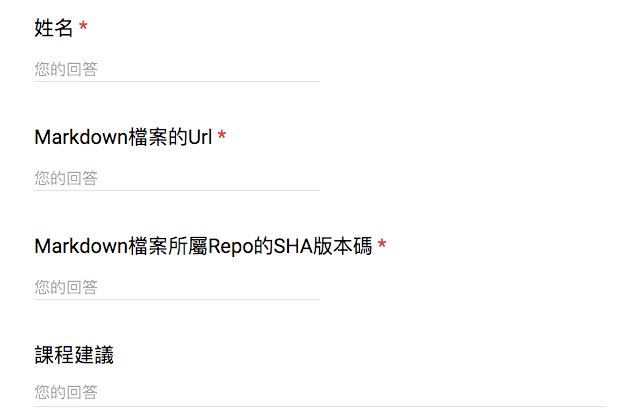 姓名 *
您的回答
Markdown檔案的Url *
您的回答
Markdown檔案所屬Repo的SHA版本碼 *
您的回答
課程建議
您的回答